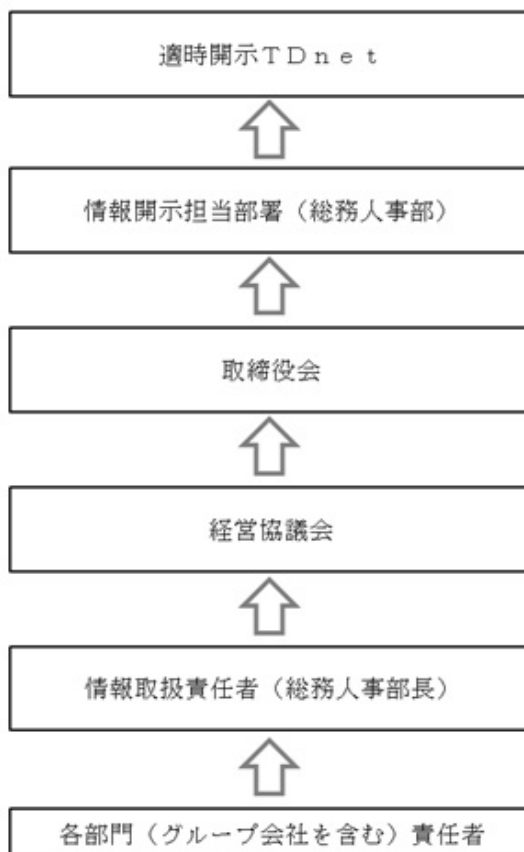 適時開示ＴＤｎｅｔ
情報開示担当部署（総務人事部）
取締役会
経営協議会
情報取扱責任者（総務人事部長）
各部門（グループ会社を含む）責任者